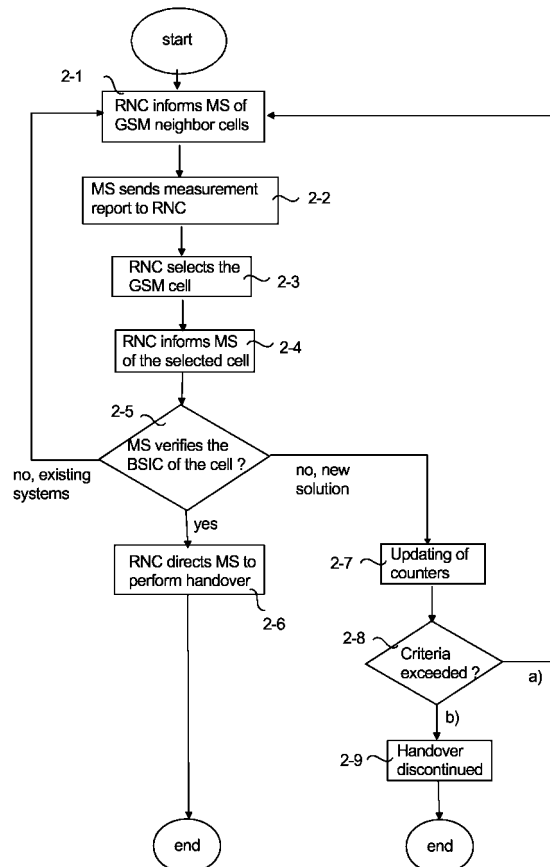 start
2-1
RNC informs MS of
GSM neighbor cells
MS sends measurement
report to RNC
2-2
RNC selects the
GSM cell
2-3
RNC informs MS
of the selected cell
2-4
2-5
MS verifies the
BSIC of the cell ?
no, existing
systems
no, new
solution
yes
RNC directs MS to
perform handover
2-6
2-7
Updating of
counters
2-8
Criteria
exceeded ?
a)
b)
2-9
Handover
discontinued
end
end